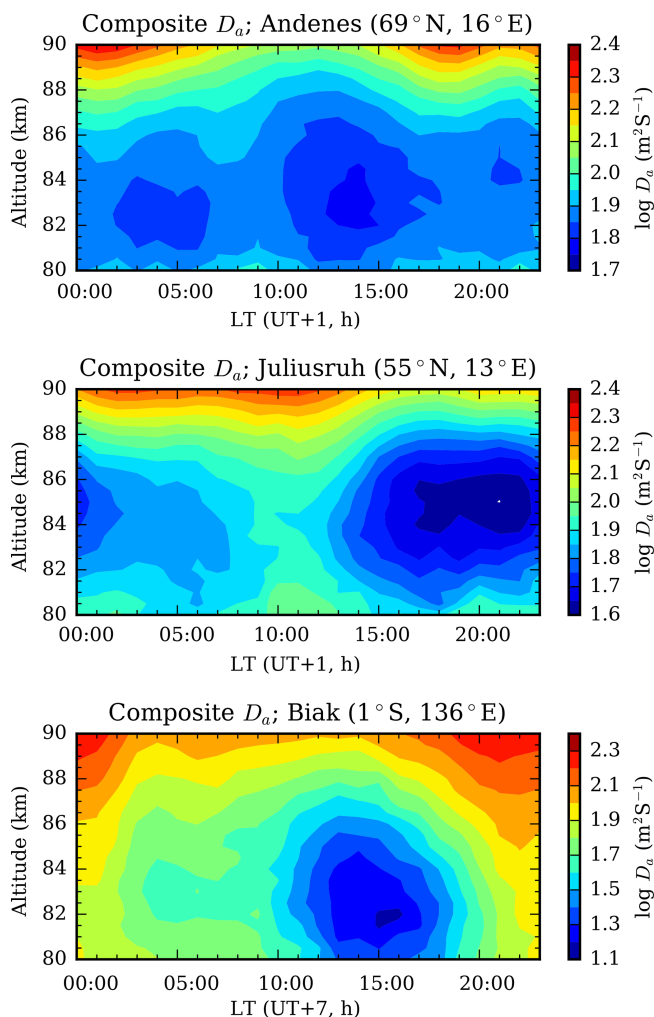 Composite Dₐ; Andenes (69°N, 16°E)
90
88
86
84
82
80
Altitude (km)
00:00 05:00 10:00 15:00 20:00
LT (UT+1, h)
2.4
2.3
2.2
2.1
2.0
1.9
1.8
1.7
log Dₐ (m²S⁻¹)
Composite Dₐ; Juliusruh (55°N, 13°E)
90
88
86
84
82
80
Altitude (km)
00:00 05:00 10:00 15:00 20:00
LT (UT+1, h)
2.4
2.3
2.2
2.1
2.0
1.9
1.8
1.7
1.6
log Dₐ (m²S⁻¹)
Composite Dₐ; Biak (1°S, 136°E)
90
88
86
84
82
80
Altitude (km)
00:00 05:00 10:00 15:00 20:00
LT (UT+7, h)
2.3
2.1
1.9
1.7
1.5
1.3
1.1
log Dₐ (m²S⁻¹)